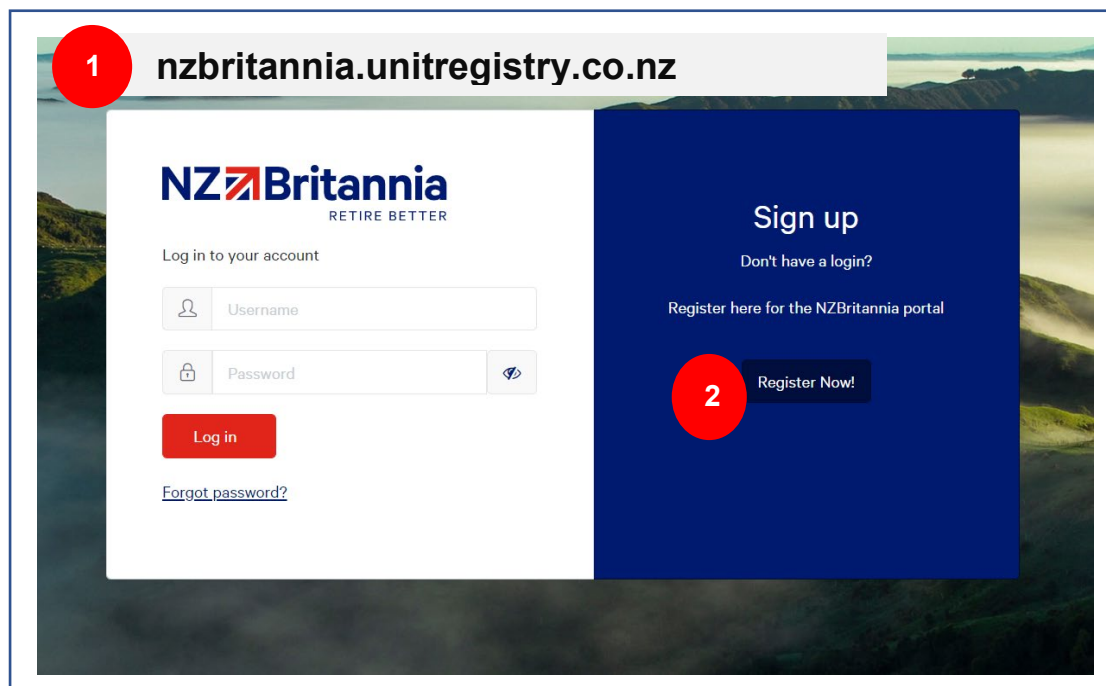 1
nzbritannia.unitregistry.co.nz
NZ Britannia
RETIRE BETTER
Log in to your account
Username
Password
Log in
Forgot password?
Sign up
Don't have a login?
Register here for the NZBritannia portal
2
Register Now!